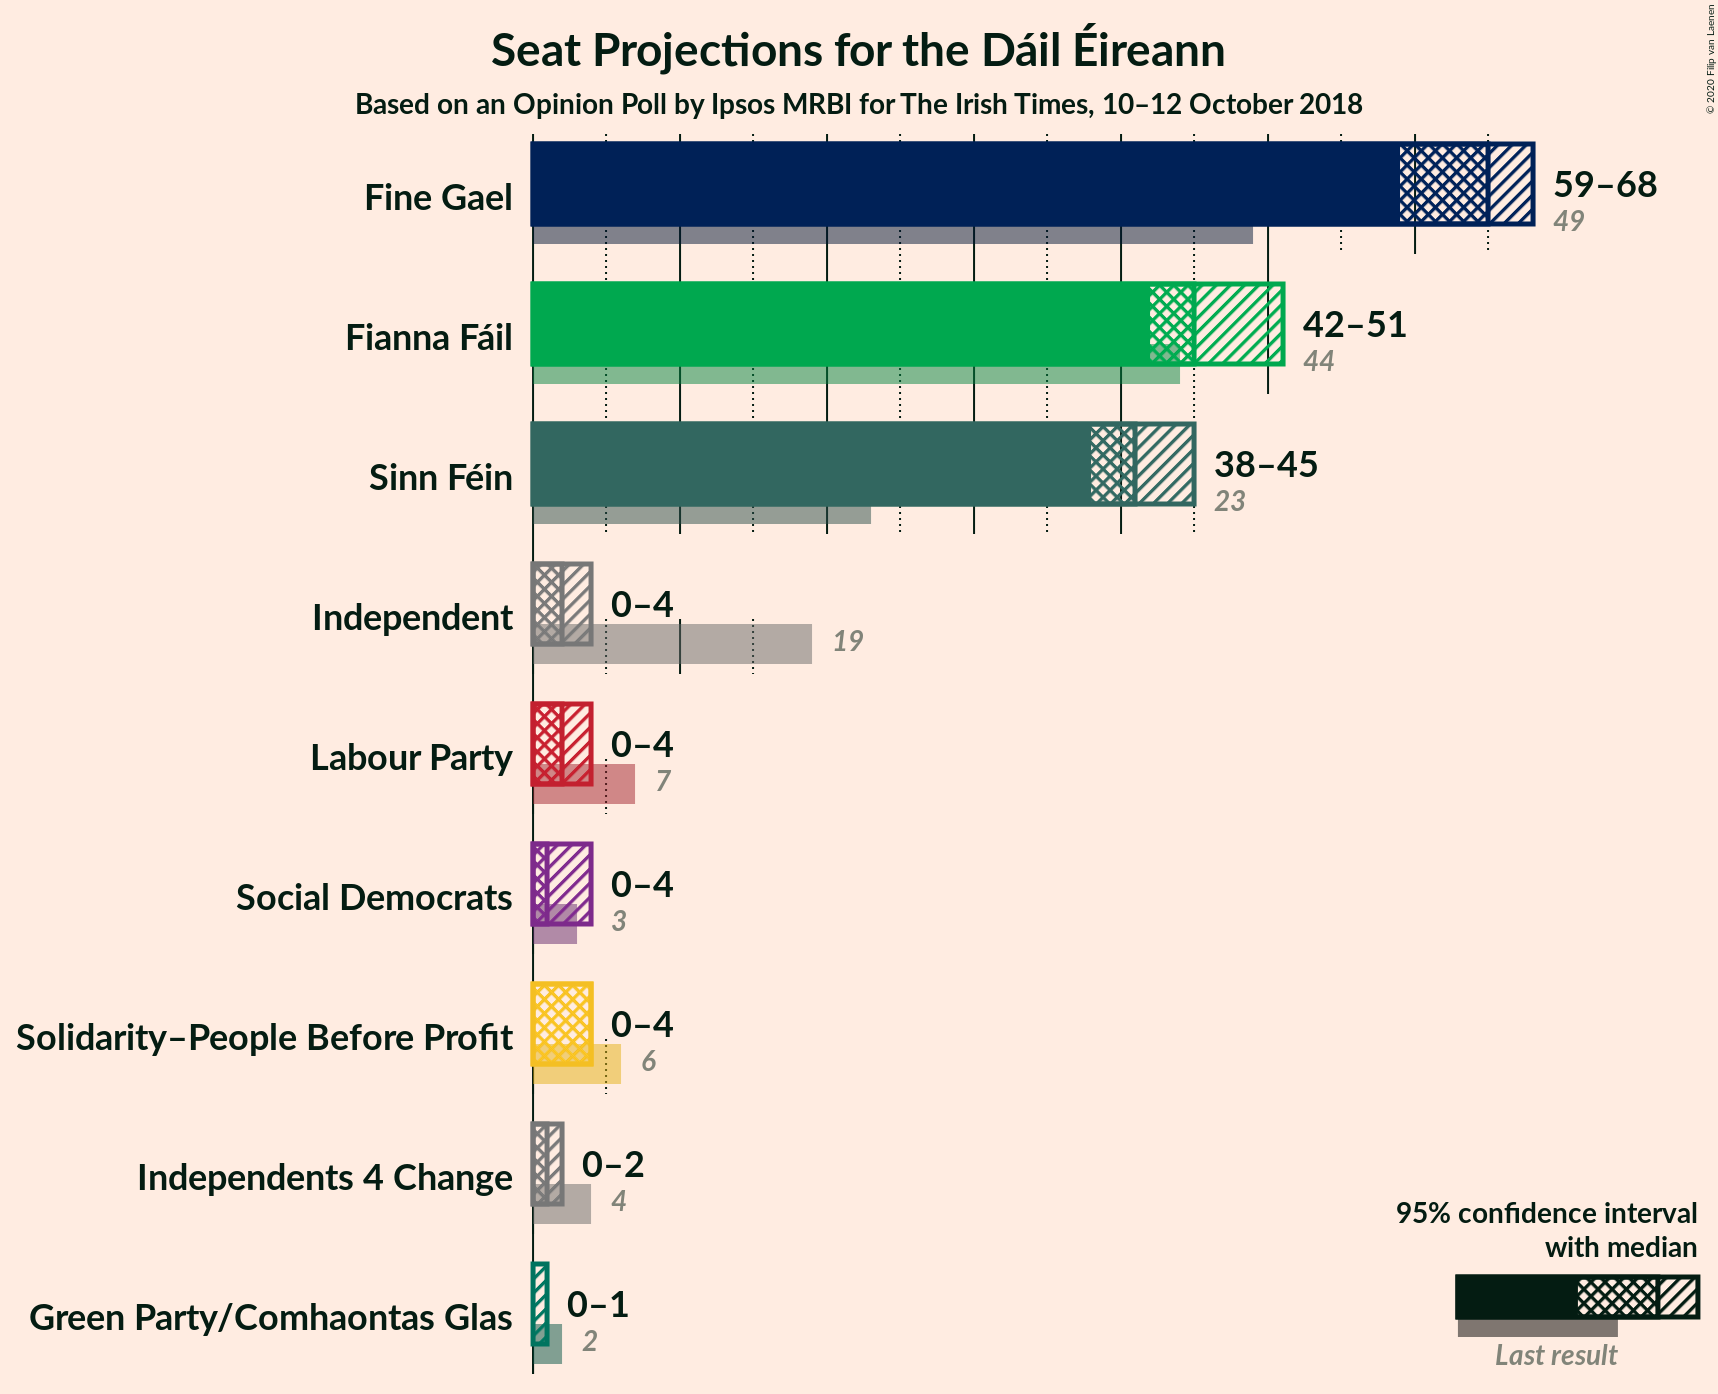 Seat Projections for the Dáil Éireann
Based on an Opinion Poll by Ipsos MRBI for The Irish Times, 10–12 October 2018
© 2020 Filip van Laenen
Fine Gael
59–68
49
Fianna Fáil
42–51
44
Sinn Féin
38–45
23
Independent
0–4
19
Labour Party
0–4
7
Social Democrats
0–4
3
Solidarity–People Before Profit
0–4
6
Independents 4 Change
0–2
4
Green Party/Comhaontas Glas
0–1
2
95% confidence interval
with median
Last result